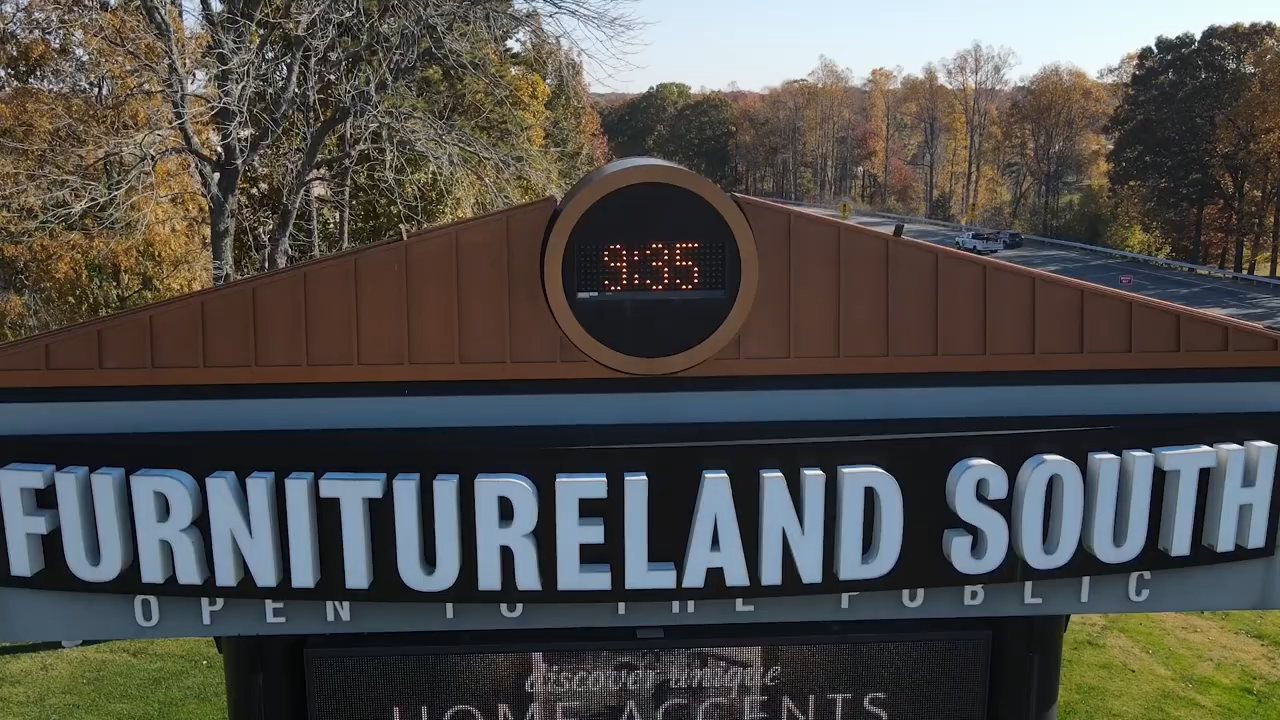 9:35
FURNITURELAND SOUTH
OPEN TO THE PUBLIC
discover unique
HOME ACCENTS